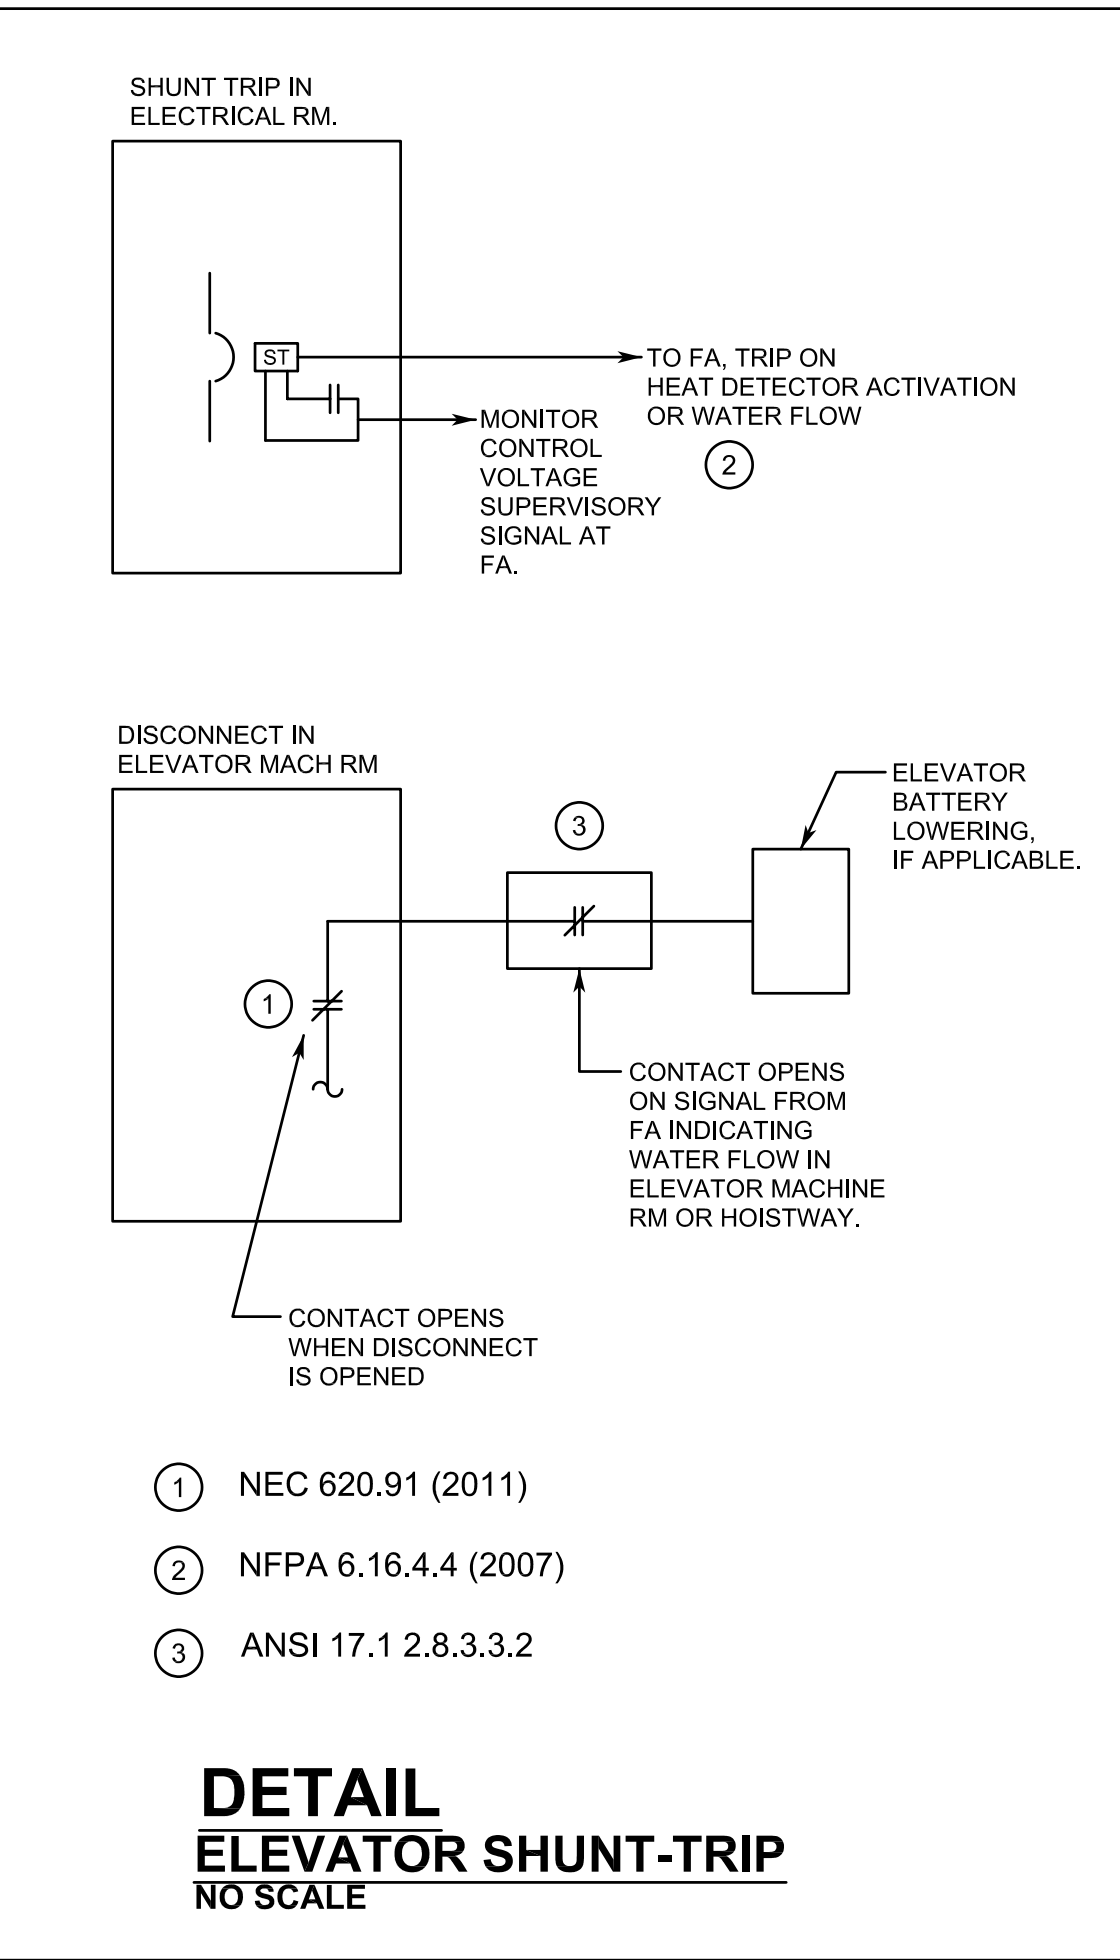 SHUNT TRIP IN
ELECTRICAL RM.
ST
TO FA, TRIP ON
HEAT DETECTOR ACTIVATION
OR WATER FLOW
2
MONITOR
CONTROL
VOLTAGE
SUPERVISORY
SIGNAL AT
FA.
DISCONNECT IN
ELEVATOR MACH RM
ELEVATOR
BATTERY
LOWERING,
IF APPLICABLE.
3
1
CONTACT OPENS
ON SIGNAL FROM
FA INDICATING
WATER FLOW IN
ELEVATOR MACHINE
RM OR HOISTWAY.
CONTACT OPENS
WHEN DISCONNECT
IS OPENED
1 NEC 620.91 (2011)
2 NFPA 6.16.4.4 (2007)
3 ANSI 17.1 2.8.3.3.2
DETAIL
ELEVATOR SHUNT-TRIP
NO SCALE